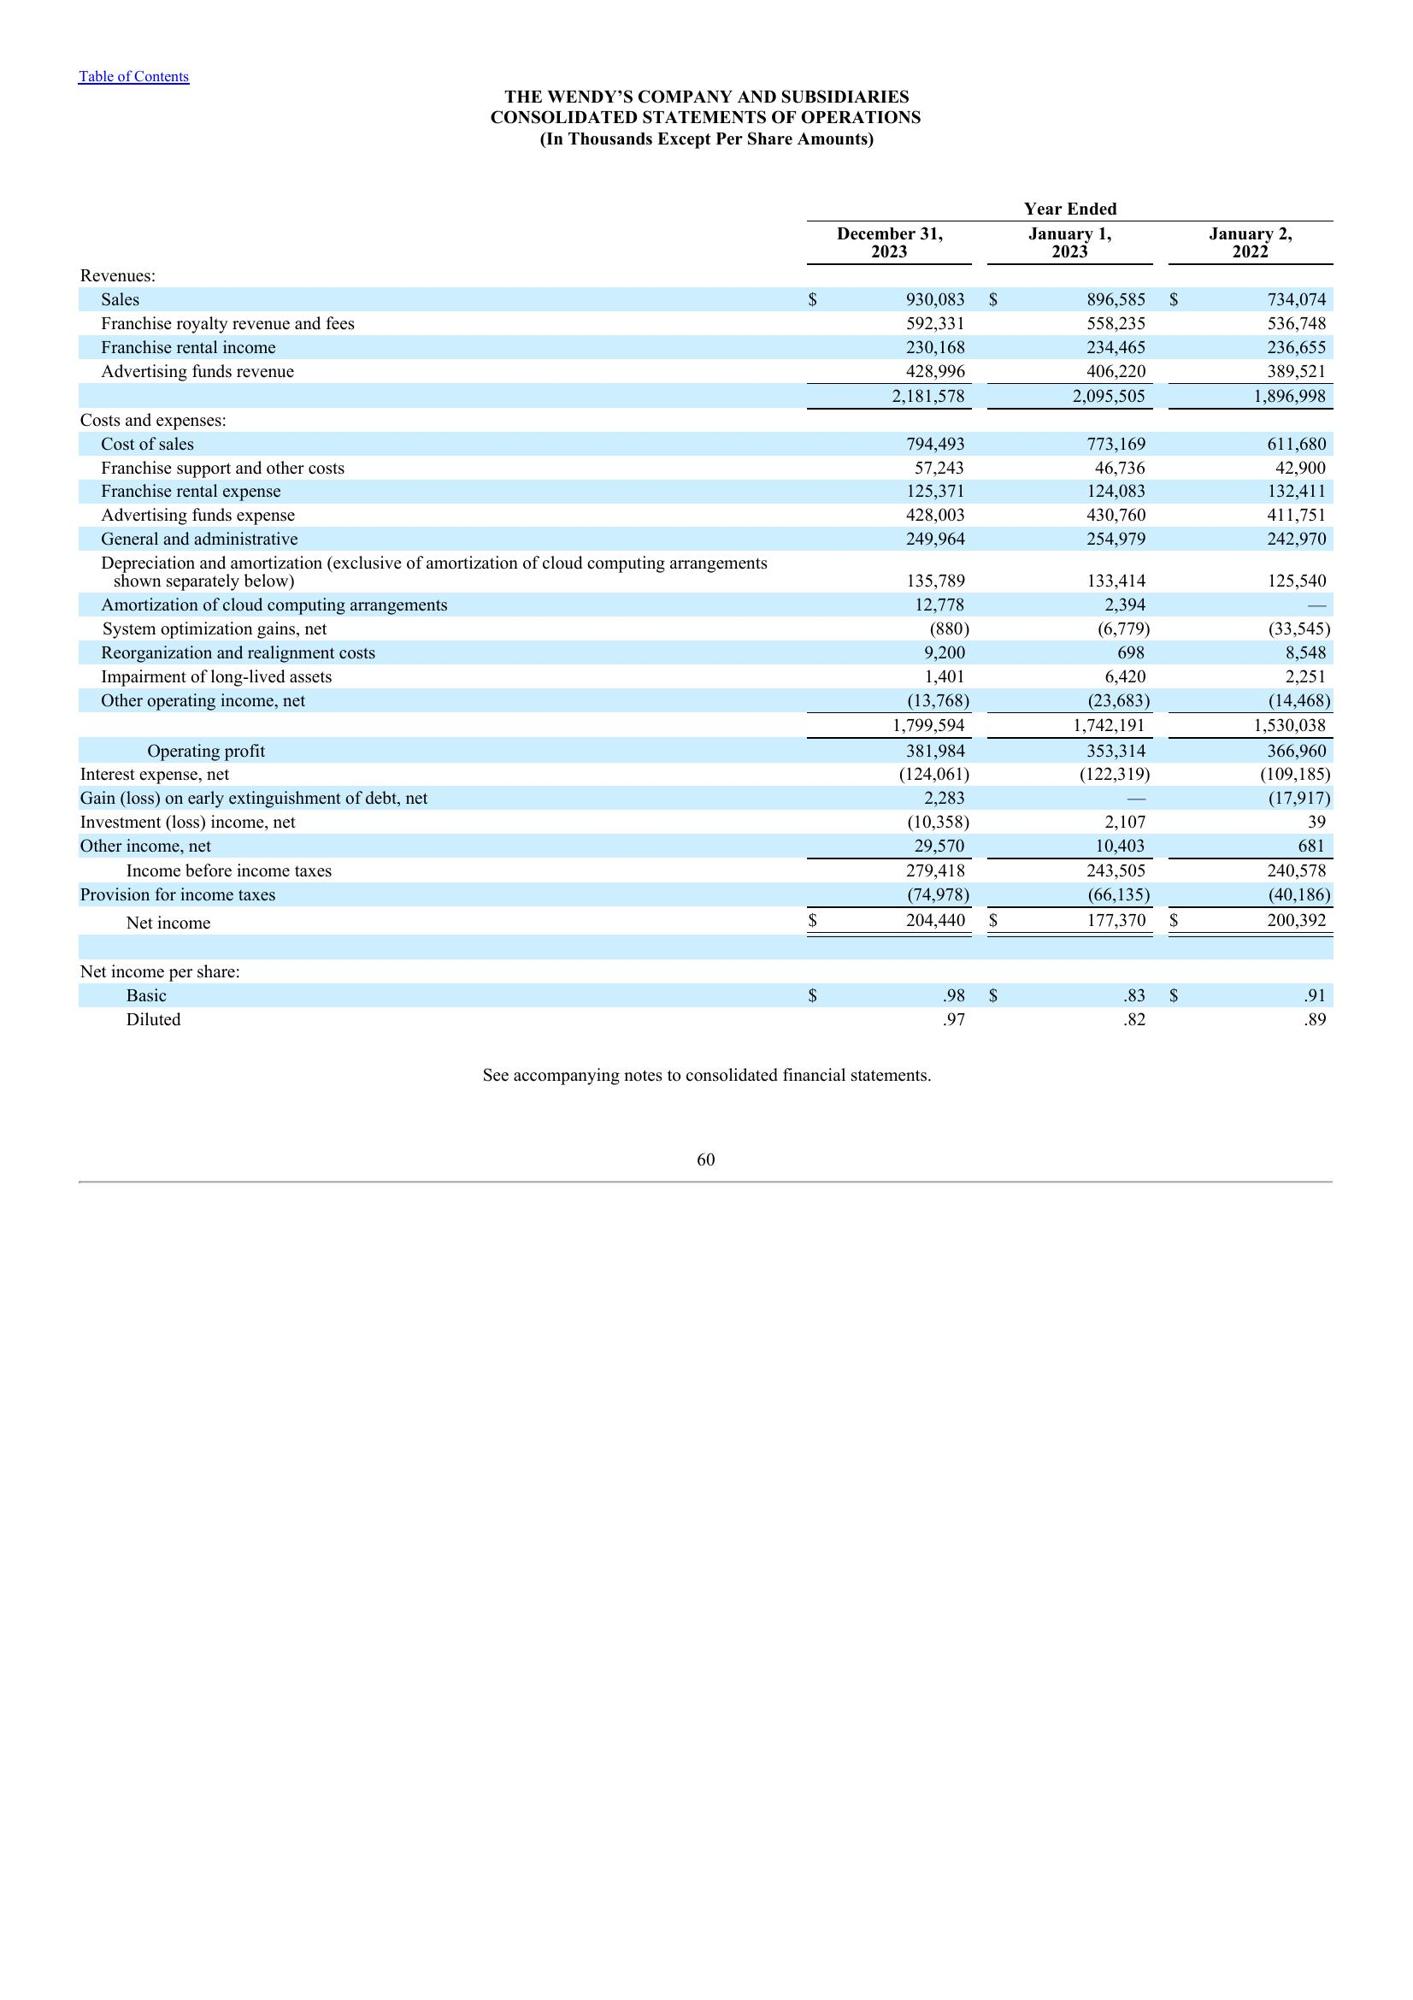 Table of Contents
THE WENDY’S COMPANY AND SUBSIDIARIES
CONSOLIDATED STATEMENTS OF OPERATIONS
(In Thousands Except Per Share Amounts)
Year Ended
December 31, 2023 January 1, 2023 January 2, 2022
Revenues:
Sales $ 930,083 $ 896,585 $ 734,074
Franchise royalty revenue and fees 592,331 558,235 536,748
Franchise rental income 230,168 234,465 236,655
Advertising funds revenue 428,996 406,220 389,521
2,181,578 2,095,505 1,896,998
Costs and expenses:
Cost of sales 794,493 773,169 611,680
Franchise support and other costs 57,243 46,736 42,900
Franchise rental expense 125,371 124,083 132,411
Advertising funds expense 428,003 430,760 411,751
General and administrative 249,964 254,979 242,970
Depreciation and amortization (exclusive of amortization of cloud computing arrangements
shown separately below) 135,789 133,414 125,540
Amortization of cloud computing arrangements 12,778 2,394 —
System optimization gains, net (880) (6,779) (33,545)
Reorganization and realignment costs 9,200 698 8,548
Impairment of long-lived assets 1,401 6,420 2,251
Other operating income, net (13,768) (23,683) (14,468)
1,799,594 1,742,191 1,530,038
Operating profit 381,984 353,314 366,960
Interest expense, net (124,061) (122,319) (109,185)
Gain (loss) on early extinguishment of debt, net 2,283 — (17,917)
Investment (loss) income, net (10,358) 2,107 39
Other income, net 29,570 10,403 681
Income before income taxes 279,418 243,505 240,578
Provision for income taxes (74,978) (66,135) (40,186)
Net income $ 204,440 $ 177,370 $ 200,392
Net income per share:
Basic $ .98 $ .83 $ .91
Diluted .97 .82 .89
See accompanying notes to consolidated financial statements.
60